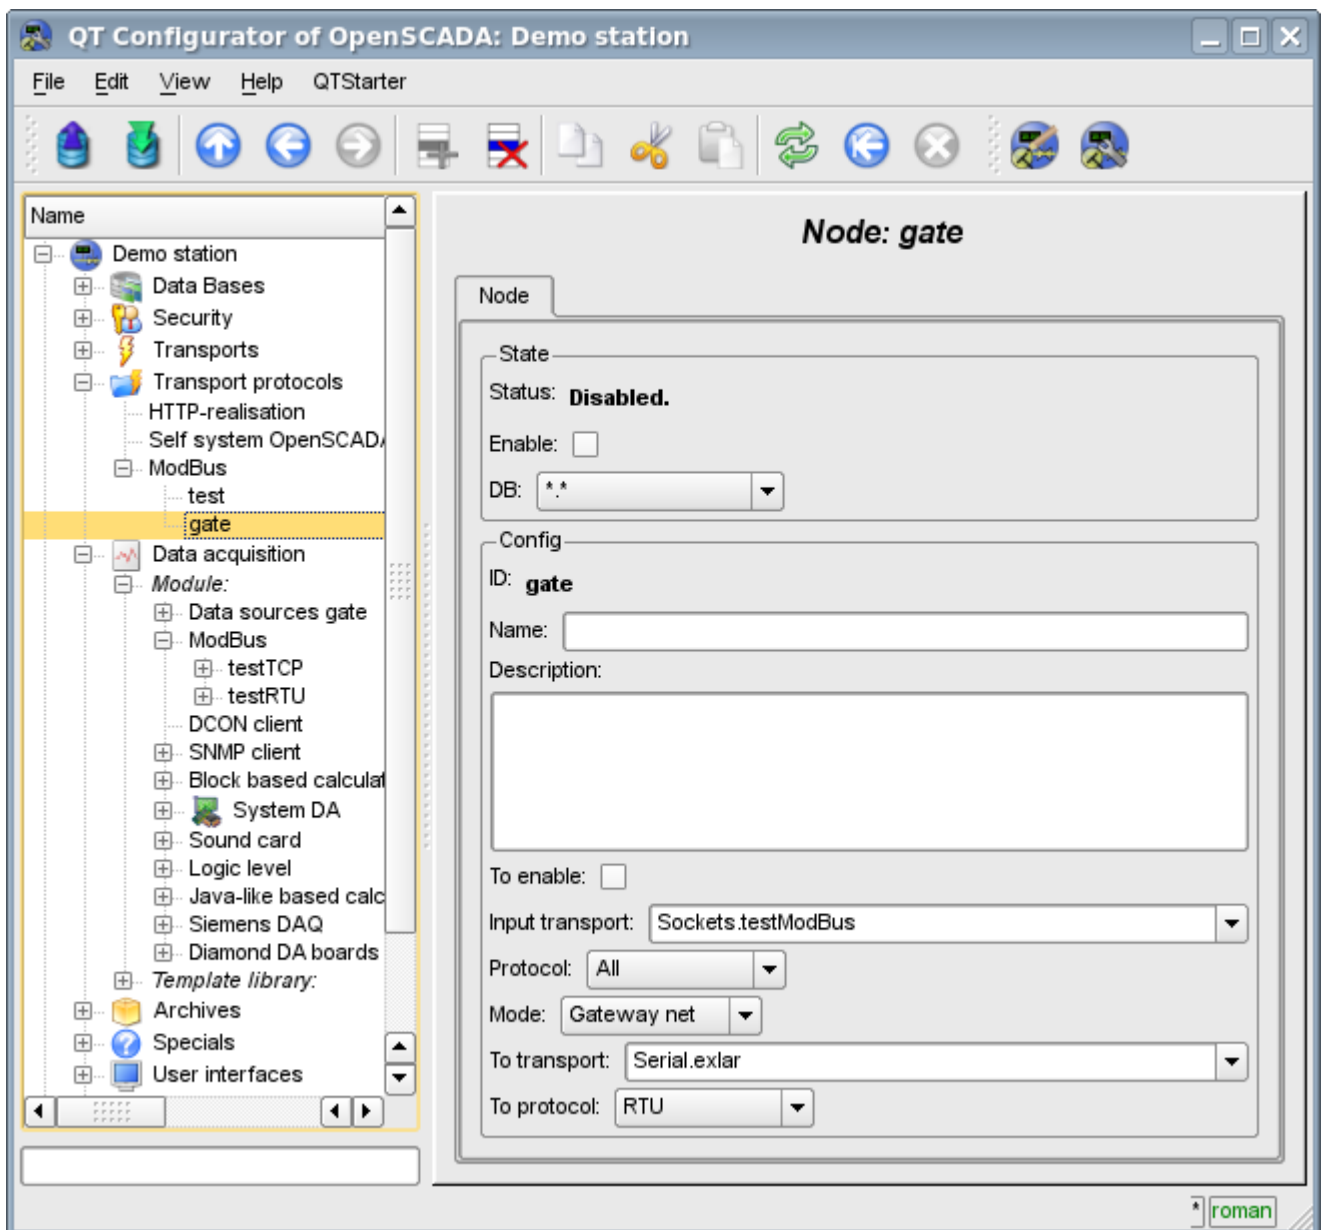 QT Configurator of OpenSCADA: Demo station
File Edit View Help QTStarter
Name
Demo station
Data Bases
Security
Transports
Transport protocols
HTTP-realisation
Self system OpenSCADA
ModBus
test
gate
Data acquisition
Module:
Data sources gate
ModBus
testTCP
testRTU
DCON client
SNMP client
Block based calculat
System DA
Sound card
Logic level
Java-like based calc
Siemens DAQ
Diamond DA boards
Template library:
Archives
Specials
User interfaces
Node: gate
Node
State
Status: Disabled.
Enable:
DB: *.*
Config
ID: gate
Name:
Description:
To enable:
Input transport: Sockets.testModBus
Protocol: All
Mode: Gateway net
To transport: Serial.exlar
To protocol: RTU
* roman